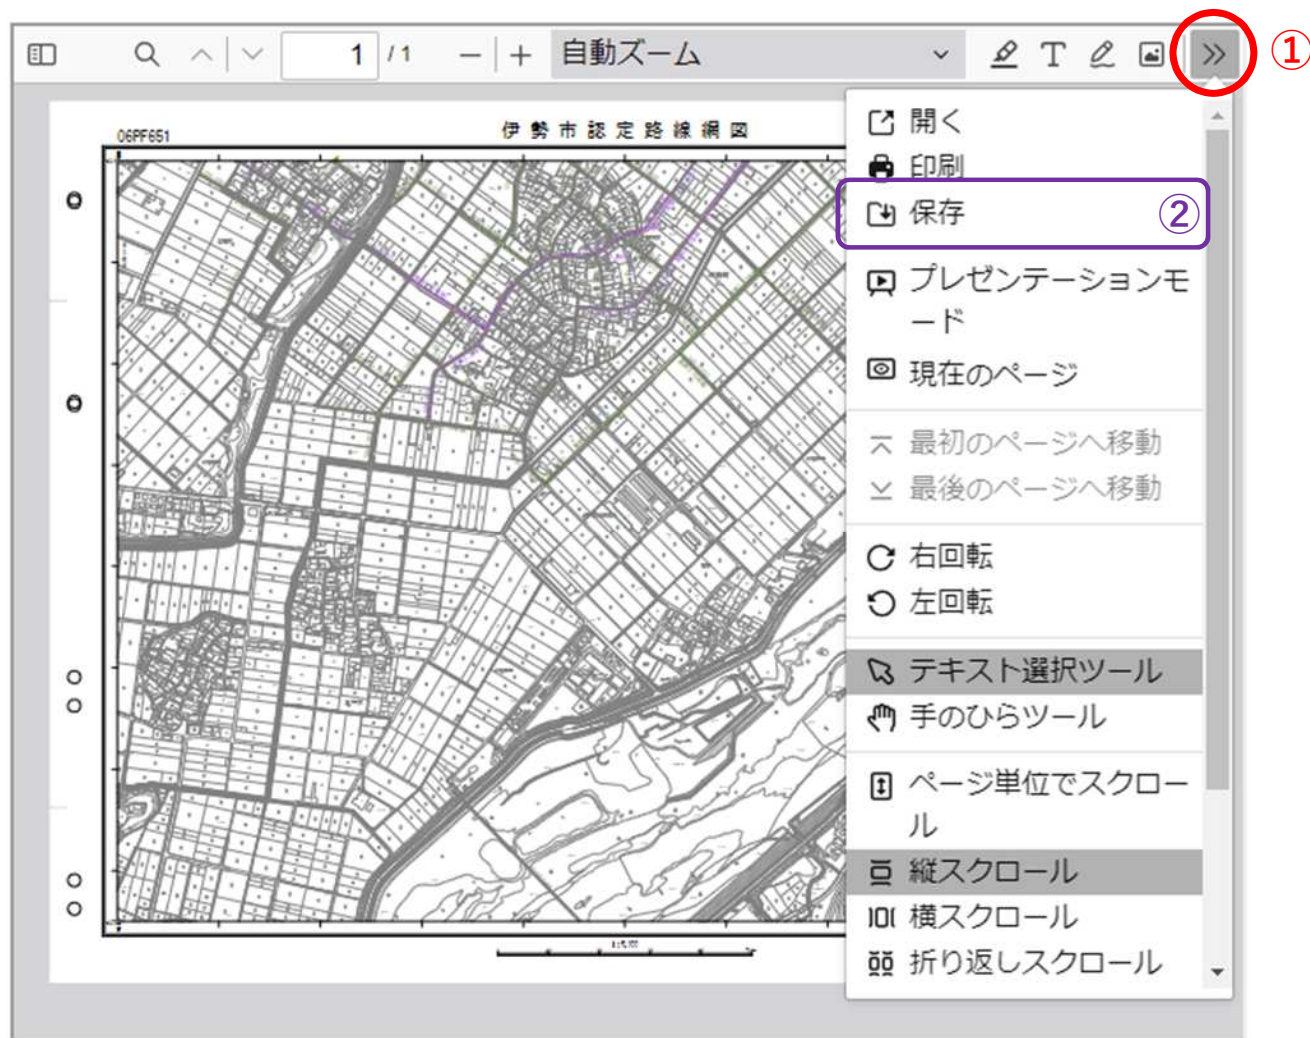 1 / 1
自動ズーム
①
06PF651
伊勢市認定路線網図
開く
印刷
保存
②
プレゼンテーションモ
ード
現在のページ
最初のページへ移動
最後のページへ移動
右回転
左回転
テキスト選択ツール
手のひらツール
ページ単位でスクロー
ル
縦スクロール
横スクロール
折り返しスクロール